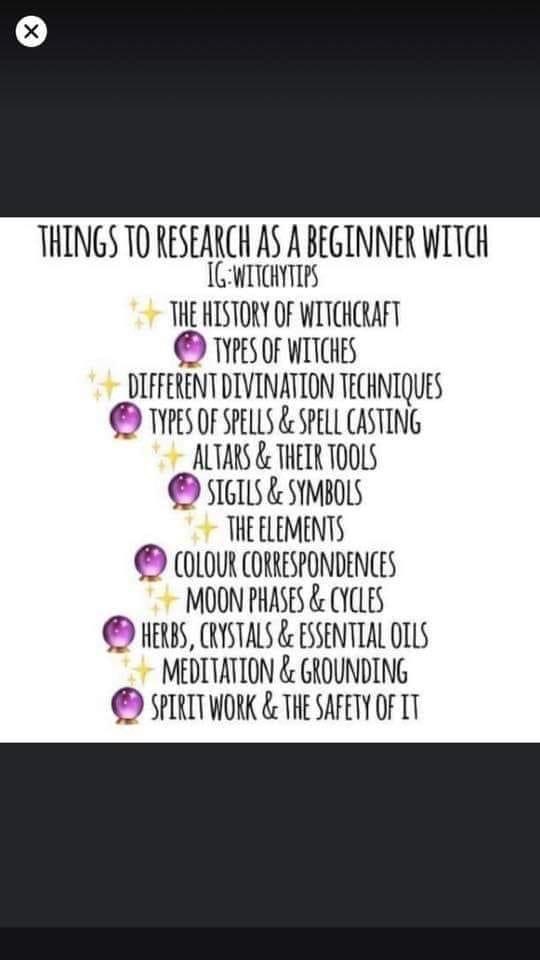 THINGS TO RESEARCH AS A BEGINNER WITCH
IG:WITCHYTIPS
THE HISTORY OF WITCHCRAFT
TYPES OF WITCHES
DIFFERENT DIVINATION TECHNIQUES
TYPES OF SPELLS & SPELL CASTING
ALTARS & THEIR TOOLS
SIGILS & SYMBOLS
THE ELEMENTS
COLOUR CORRESPONDENCES
MOON PHASES & CYCLES
HERBS, CRYSTALS & ESSENTIAL OILS
MEDITATION & GROUNDING
SPIRIT WORK & THE SAFETY OF IT